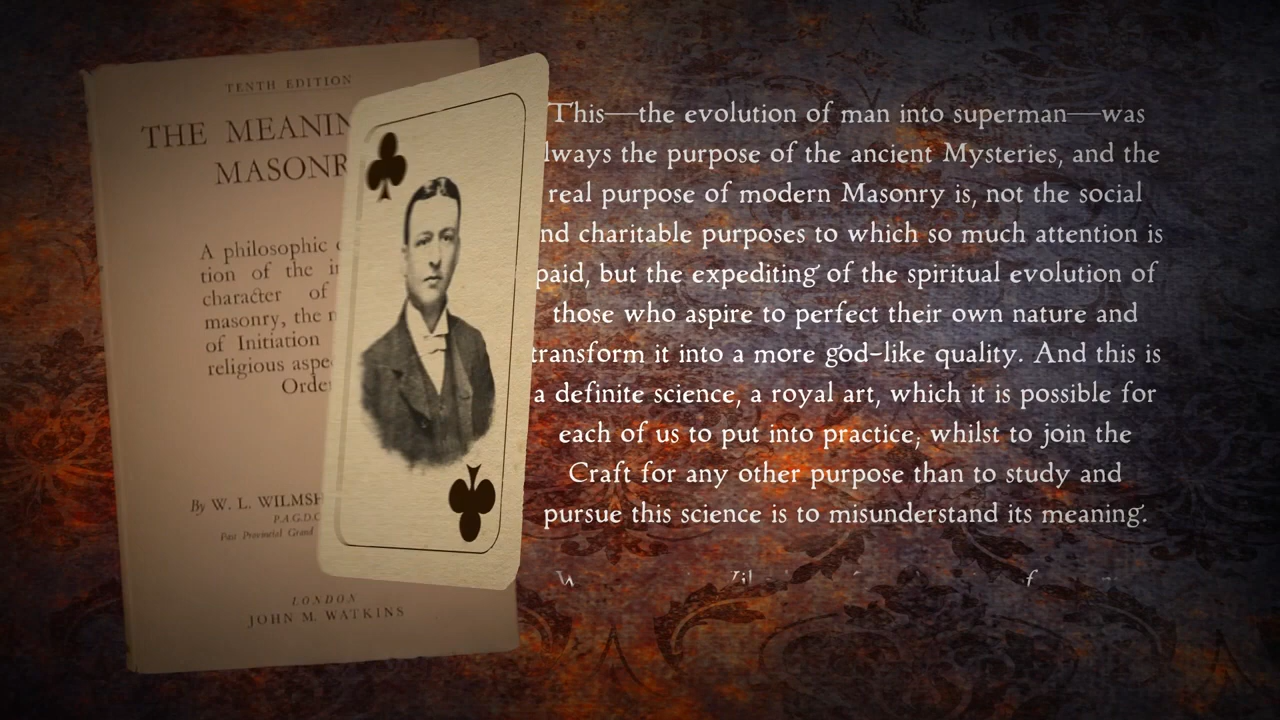 TENTH EDITION
THE MEANIN
MASONR
A philosophic
tion of the
character of
masonry, the
of Initiation
religious aspe
Orde
By W. L. WILMSH
P.A.G.D.C
Past Provincial Grand
LONDON
JOHN M. WATKINS
This—the evolution of man into superman—was
lways the purpose of the ancient Mysteries, and the
real purpose of modern Masonry is, not the social
nd charitable purposes to which so much attention is
paid, but the expediting of the spiritual evolution of
those who aspire to perfect their own nature and
transform it into a more god-like quality. And this is
a definite science, a royal art, which it is possible for
each of us to put into practice; whilst to join the
Craft for any other purpose than to study and
pursue this science is to misunderstand its meaning.